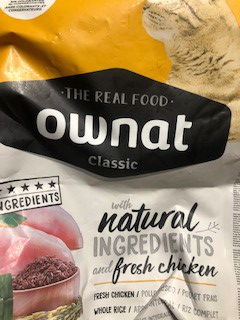 THE REAL FOOD
ownat
Classic
★★★★
INGREDIENTS
with
natural
INGREDIENTS
and fresh chicken
FRESH CHICKEN / POLLO
FRAIS
WHOLE RICE /
/ RIZ COMPLET